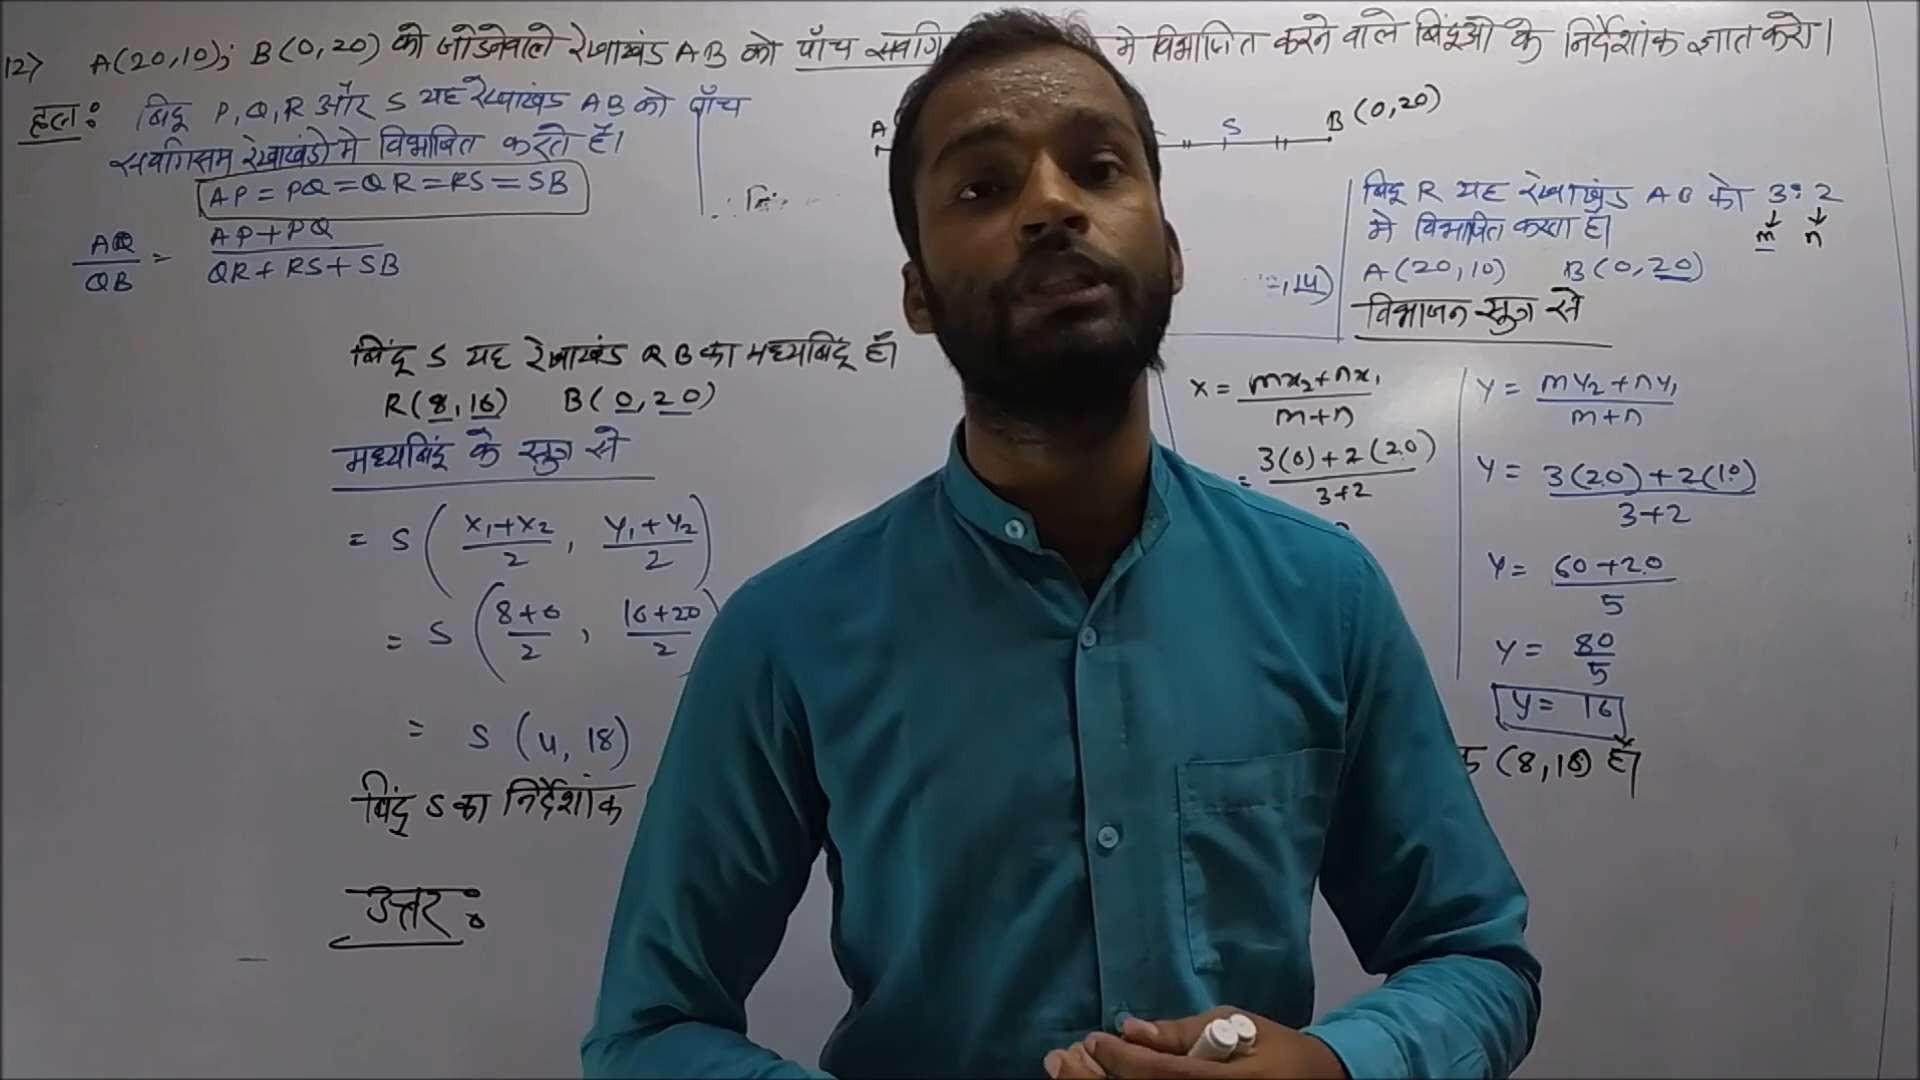 12) A(20,10); B(0,20) को जोडनेवाले रेखाखंड AB को पाँच में विभाजित करने वाले बिंदूओ के निर्देशांक ज्ञात करो।
हल: बिंदू P, Q, R और S यह रेखाखंड AB को पाँच
सर्वांगसम रेखाखंडो मे विभाजित करते है।
AP = PQ = QR = RS = SB
AQ/QB = AP+PQ / QR+RS+SB
A S B(0,20)
,14)
बिंदू S यह रेखाखंड RB का मध्यबिंदू है।
R(8,16) B(0,20)
मध्यबिंदू के सुत्र से
= S (x₁+x₂/2, y₁+y₂/2)
= S (8+0/2, 16+20/2
= S (4,18)
बिंदू S का निर्देशांक
उत्तर:
बिंदू R यह रेखाखंड AB को 3:2
मे विभाजित करता है।
m n
A(20,10) B(0,20)
विभाजन सुत्र से
x = mx₂+nx₁ / m+n
= 3(0)+2(20) / 3+2
y = my₂+ny₁ / m+n
y = 3(20)+2(10) / 3+2
y = 60+20 / 5
y = 80/5
y = 16
(8,16) है।